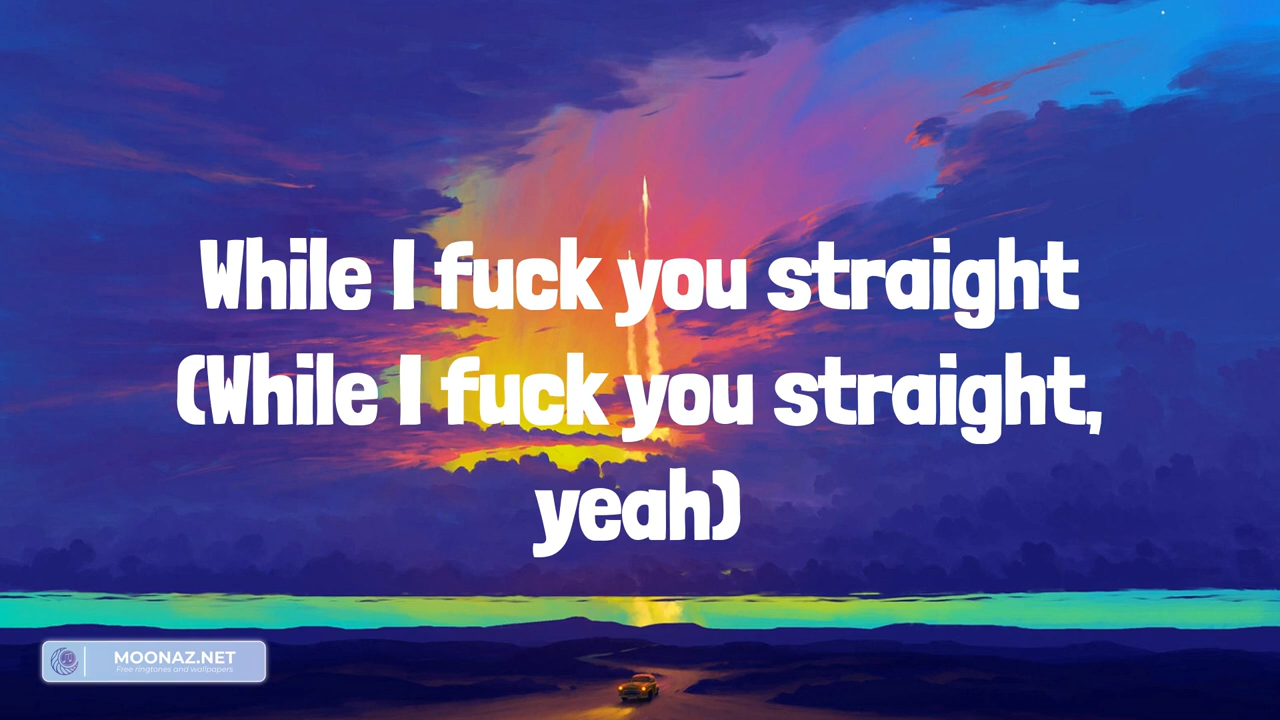 While I fuck you straight
(While I fuck you straight,
yeah)
MOONAZ.NET
Free ringtones and wallpapers